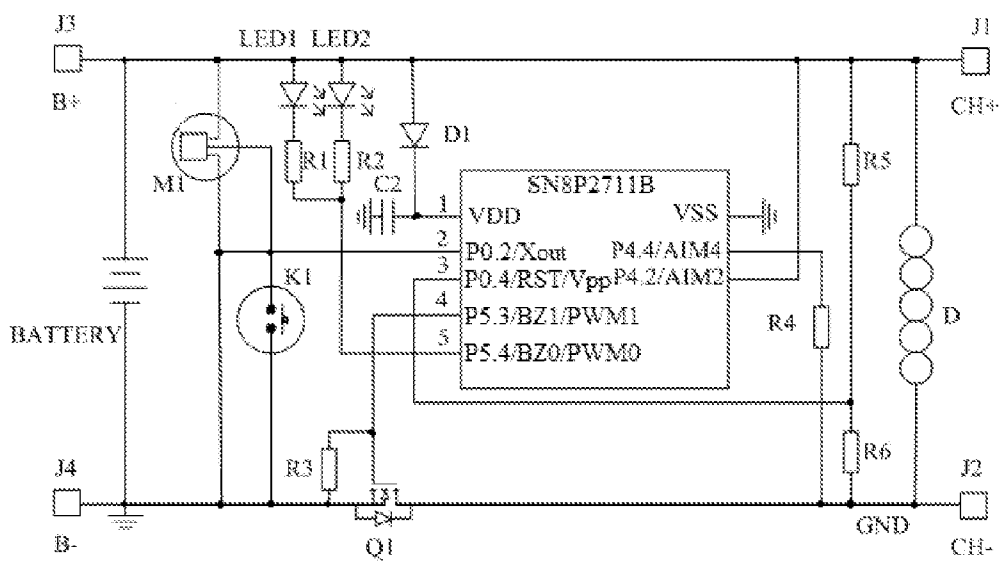 J3
J1
LED1 LED2
B+
CH+
M1
R1
R2
D1
R5
C2
SN8P2711B
1
VDD
VSS
2
P0.2/Xout
P4.4/AIM4
3
P0.4/RST/Vpp
P4.2/AIM2
K1
4
P5.3/BZ1/PWM1
BATTERY
R4
D
5
P5.4/BZ0/PWM0
R3
R6
J4
J2
GND
B-
Q1
CH-